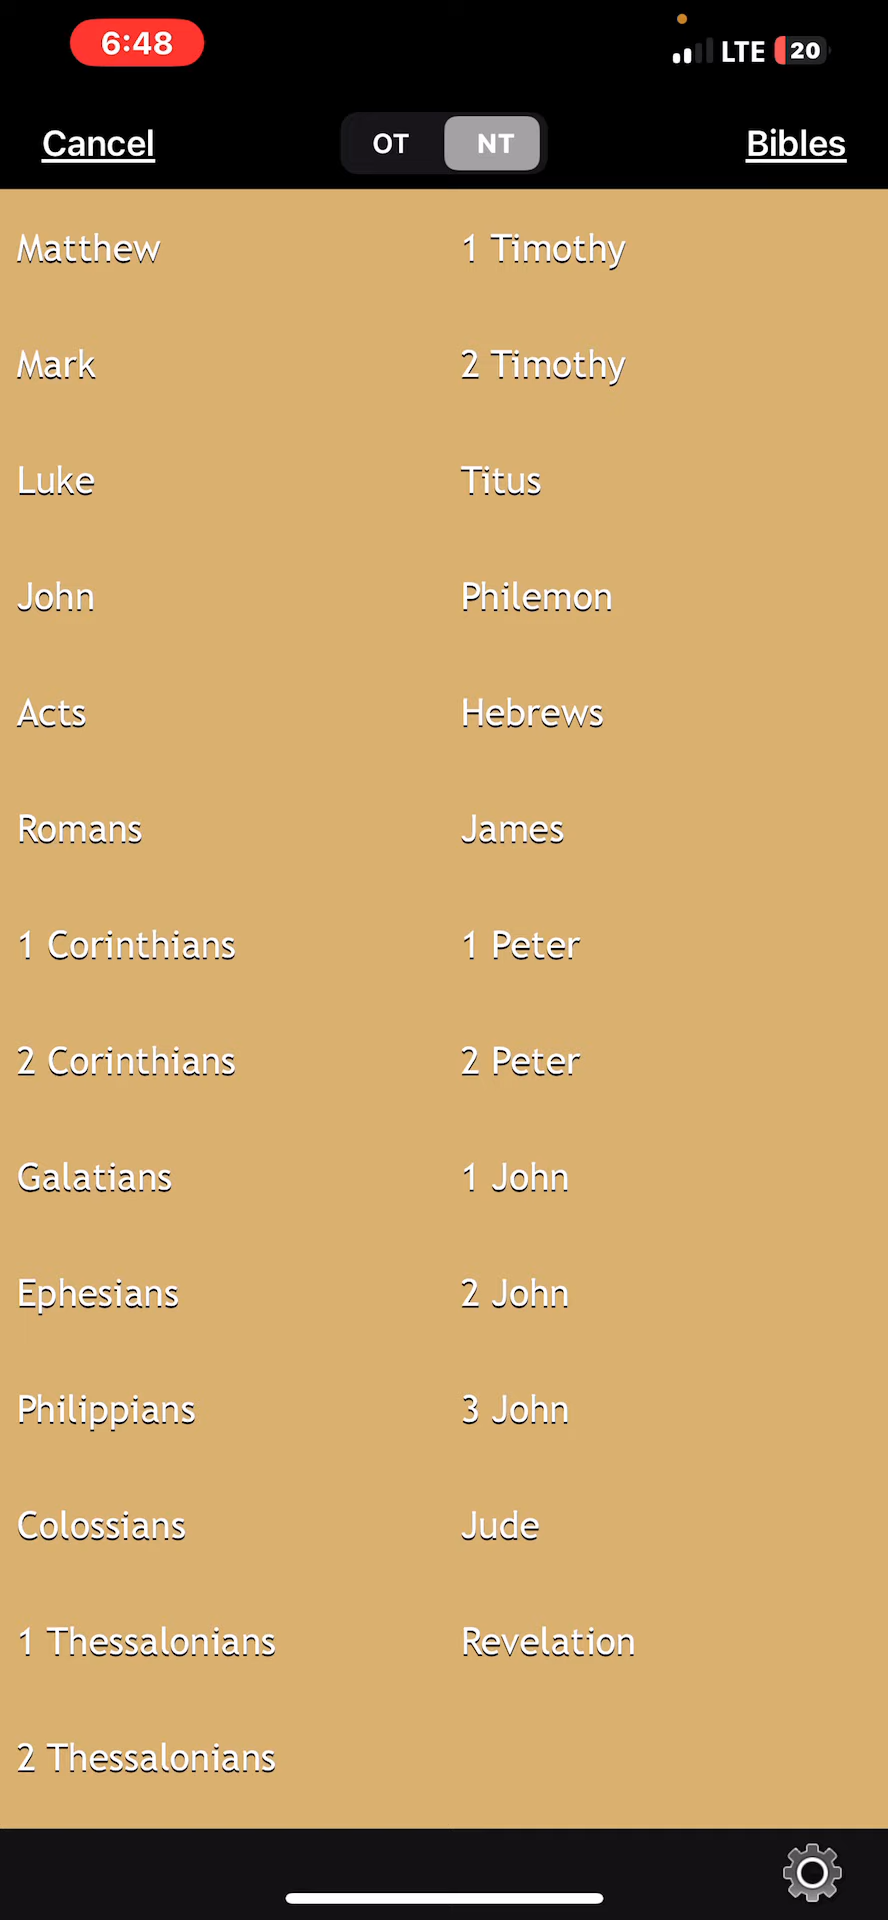 6:48
LTE 20
Cancel
OT NT
Bibles
Matthew
Mark
Luke
John
Acts
Romans
1 Corinthians
2 Corinthians
Galatians
Ephesians
Philippians
Colossians
1 Thessalonians
2 Thessalonians
1 Timothy
2 Timothy
Titus
Philemon
Hebrews
James
1 Peter
2 Peter
1 John
2 John
3 John
Jude
Revelation